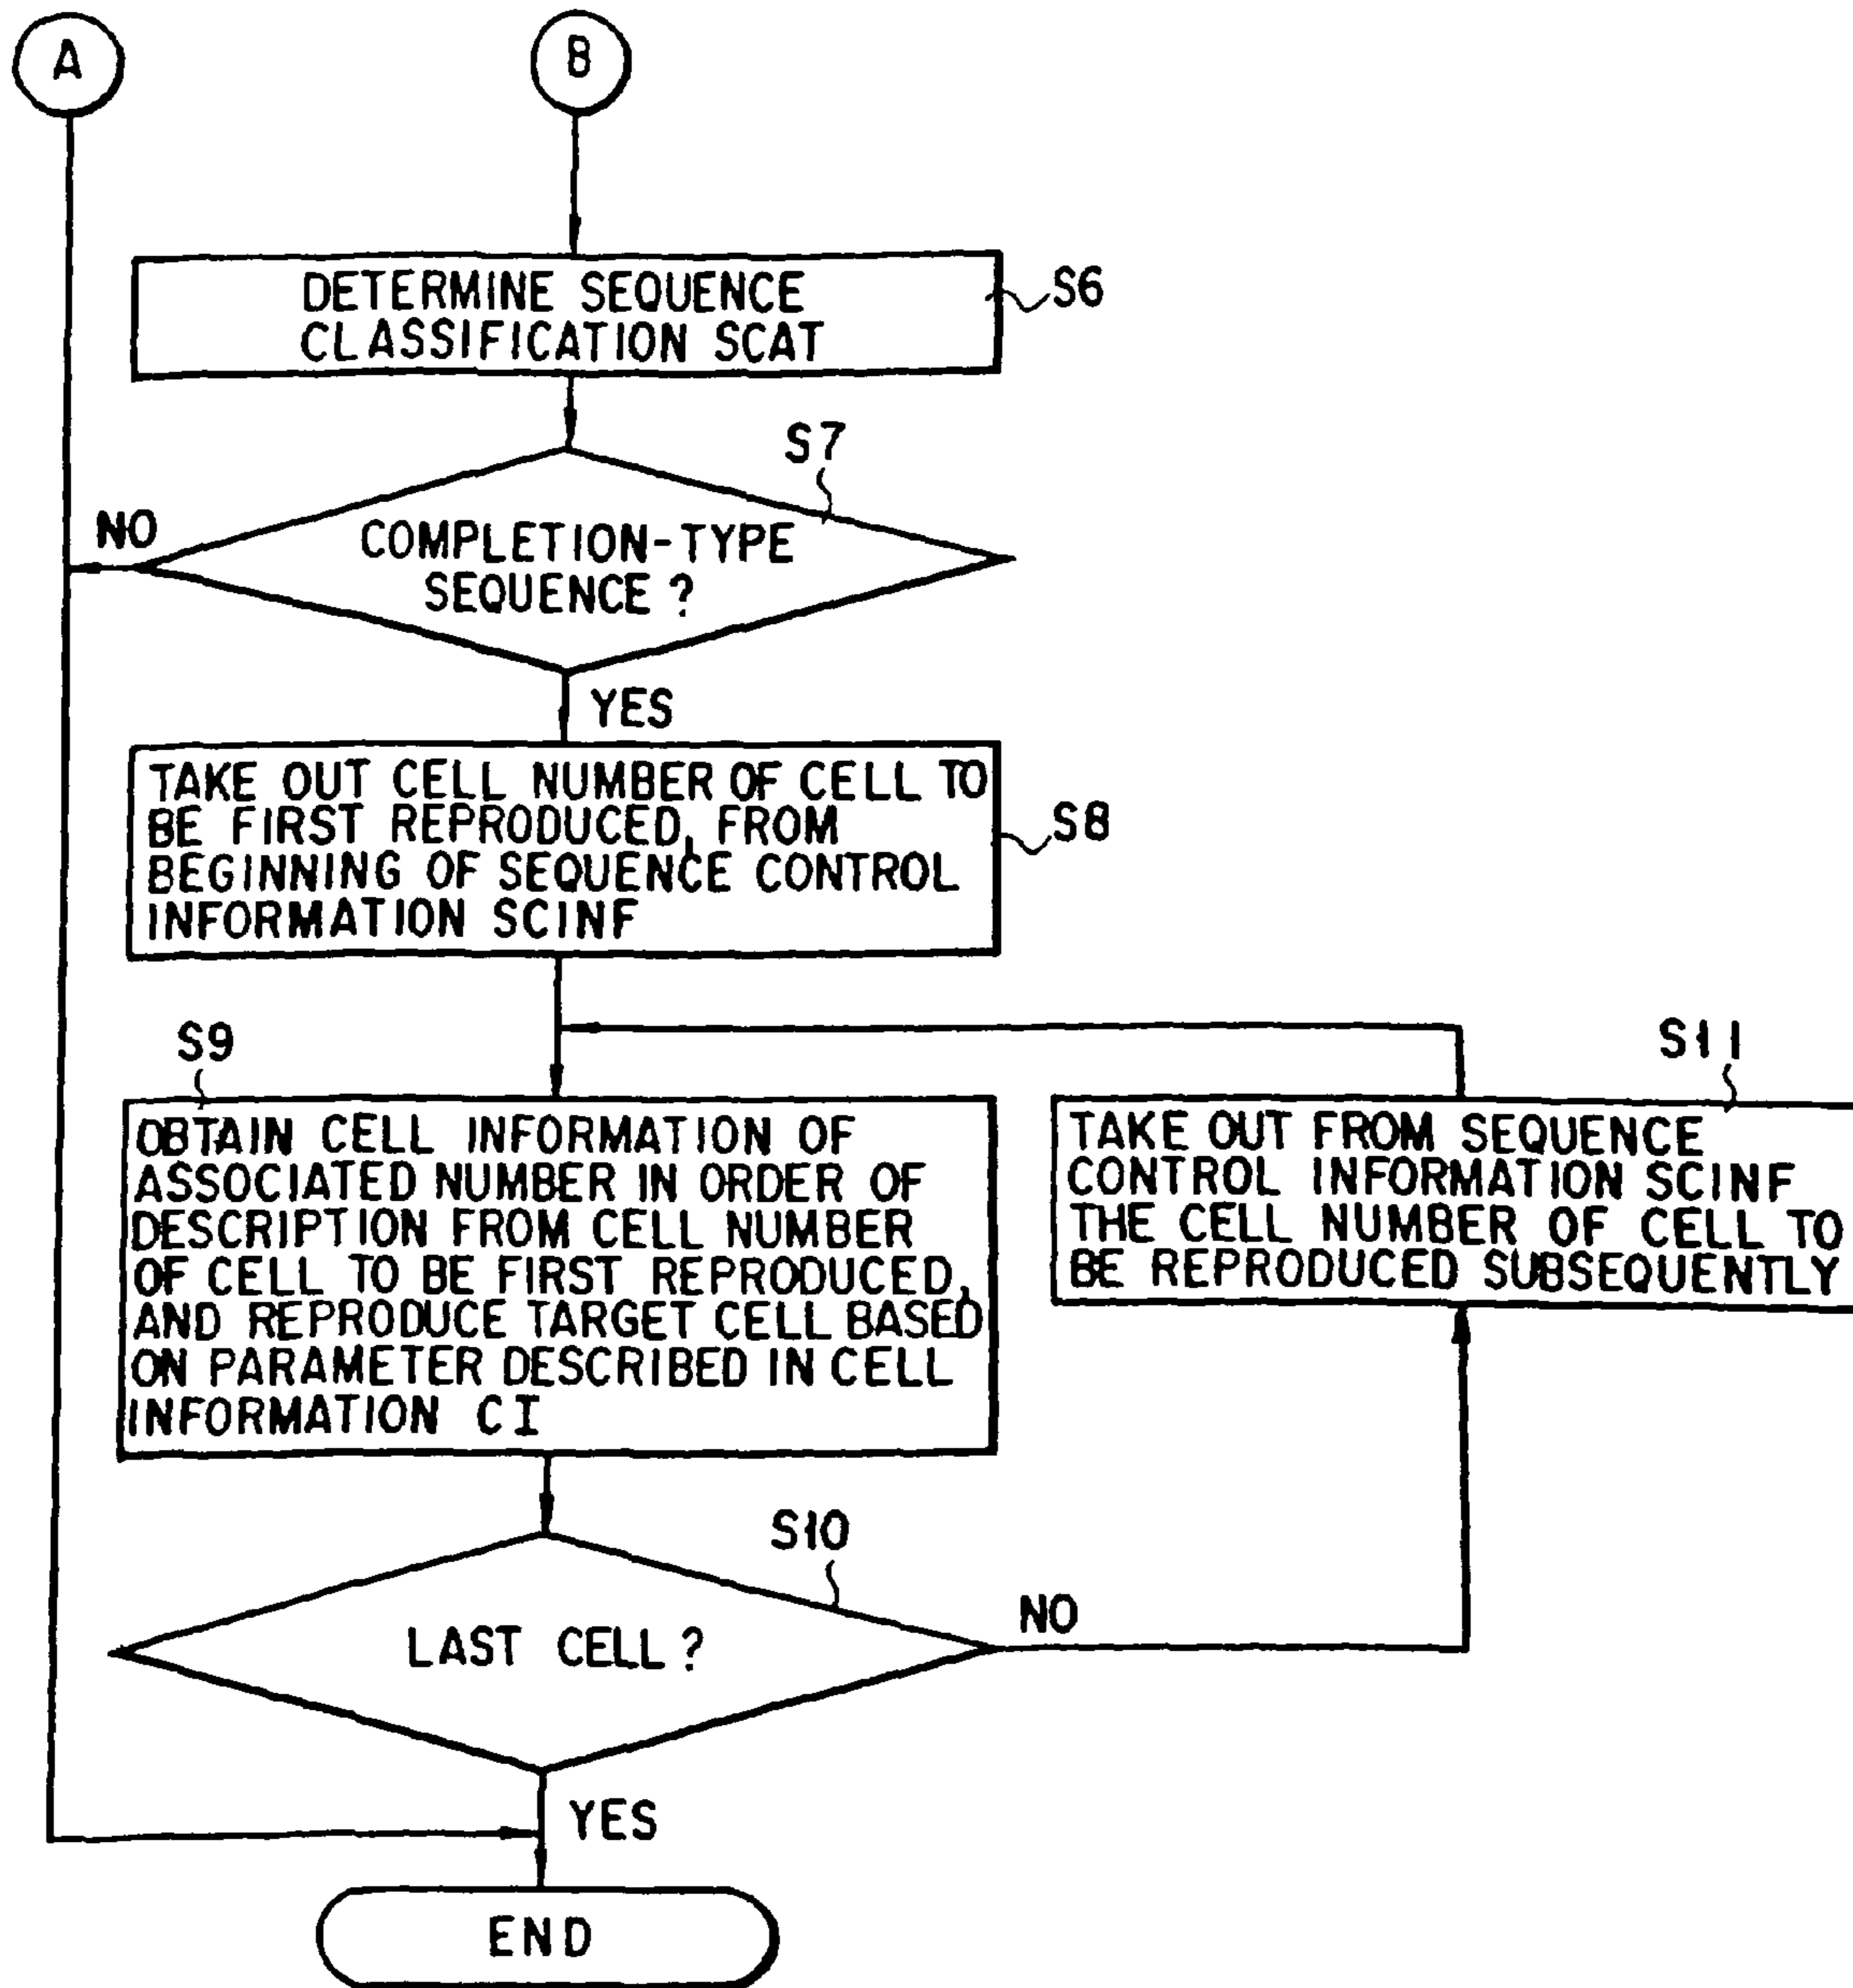 A
B
DETERMINE SEQUENCE
CLASSIFICATION SCAT
S6
S7
NO
COMPLETION-TYPE
SEQUENCE ?
YES
TAKE OUT CELL NUMBER OF CELL TO
BE FIRST REPRODUCED, FROM
BEGINNING OF SEQUENCE CONTROL
INFORMATION SCINF
S8
S9
OBTAIN CELL INFORMATION OF
ASSOCIATED NUMBER IN ORDER OF
DESCRIPTION FROM CELL NUMBER
OF CELL TO BE FIRST REPRODUCED,
AND REPRODUCE TARGET CELL BASED
ON PARAMETER DESCRIBED IN CELL
INFORMATION CI
S11
TAKE OUT FROM SEQUENCE
CONTROL INFORMATION SCINF
THE CELL NUMBER OF CELL TO
BE REPRODUCED SUBSEQUENTLY
S10
LAST CELL ?
NO
YES
END